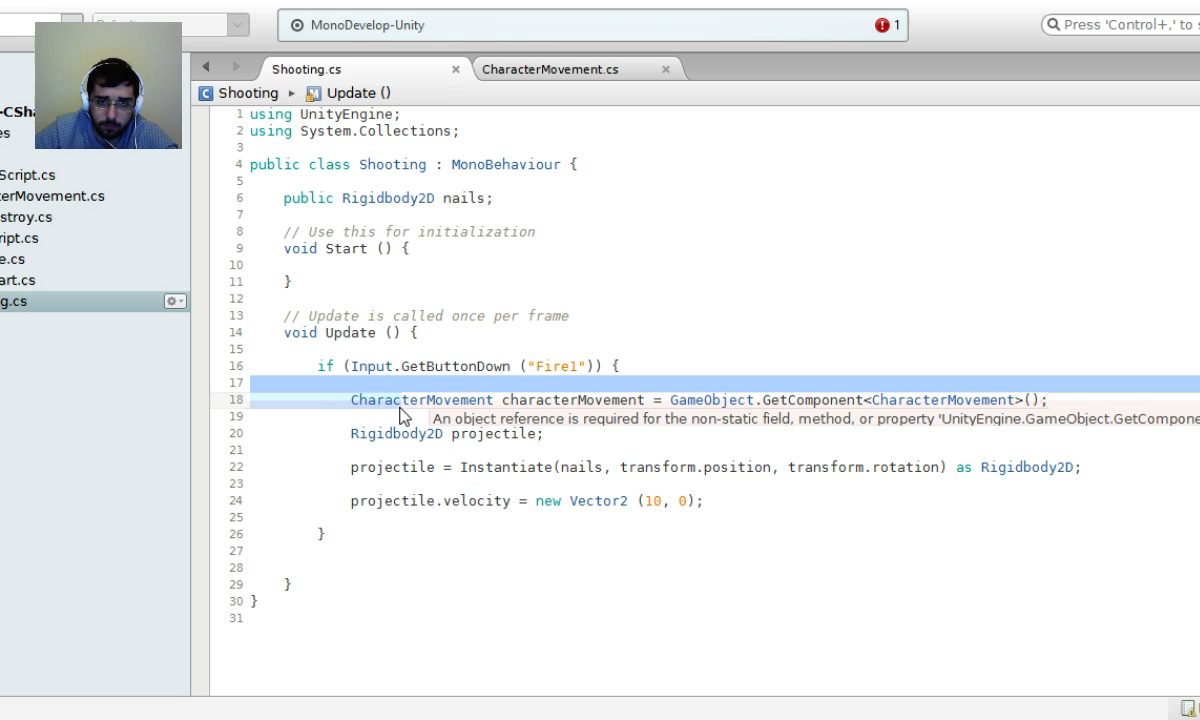 Default
MonoDevelop-Unity
1
Press 'Control+,' to s
Shooting.cs
CharacterMovement.cs
Shooting
Update ()
-CSha
es
Script.cs
terMovement.cs
stroy.cs
ript.cs
e.cs
art.cs
g.cs
1 using UnityEngine;
2 using System.Collections;
3
4 public class Shooting : MonoBehaviour {
5
6 public Rigidbody2D nails;
7
8 // Use this for initialization
9 void Start () {
10
11 }
12
13 // Update is called once per frame
14 void Update () {
15
16 if (Input.GetButtonDown ("Fire1")) {
17
18 CharacterMovement characterMovement = GameObject.GetComponent<CharacterMovement>();
19 An object reference is required for the non-static field, method, or property 'UnityEngine.GameObject.GetCompone
20 Rigidbody2D projectile;
21
22 projectile = Instantiate(nails, transform.position, transform.rotation) as Rigidbody2D;
23
24 projectile.velocity = new Vector2 (10, 0);
25
26 }
27
28
29 }
30 }
31